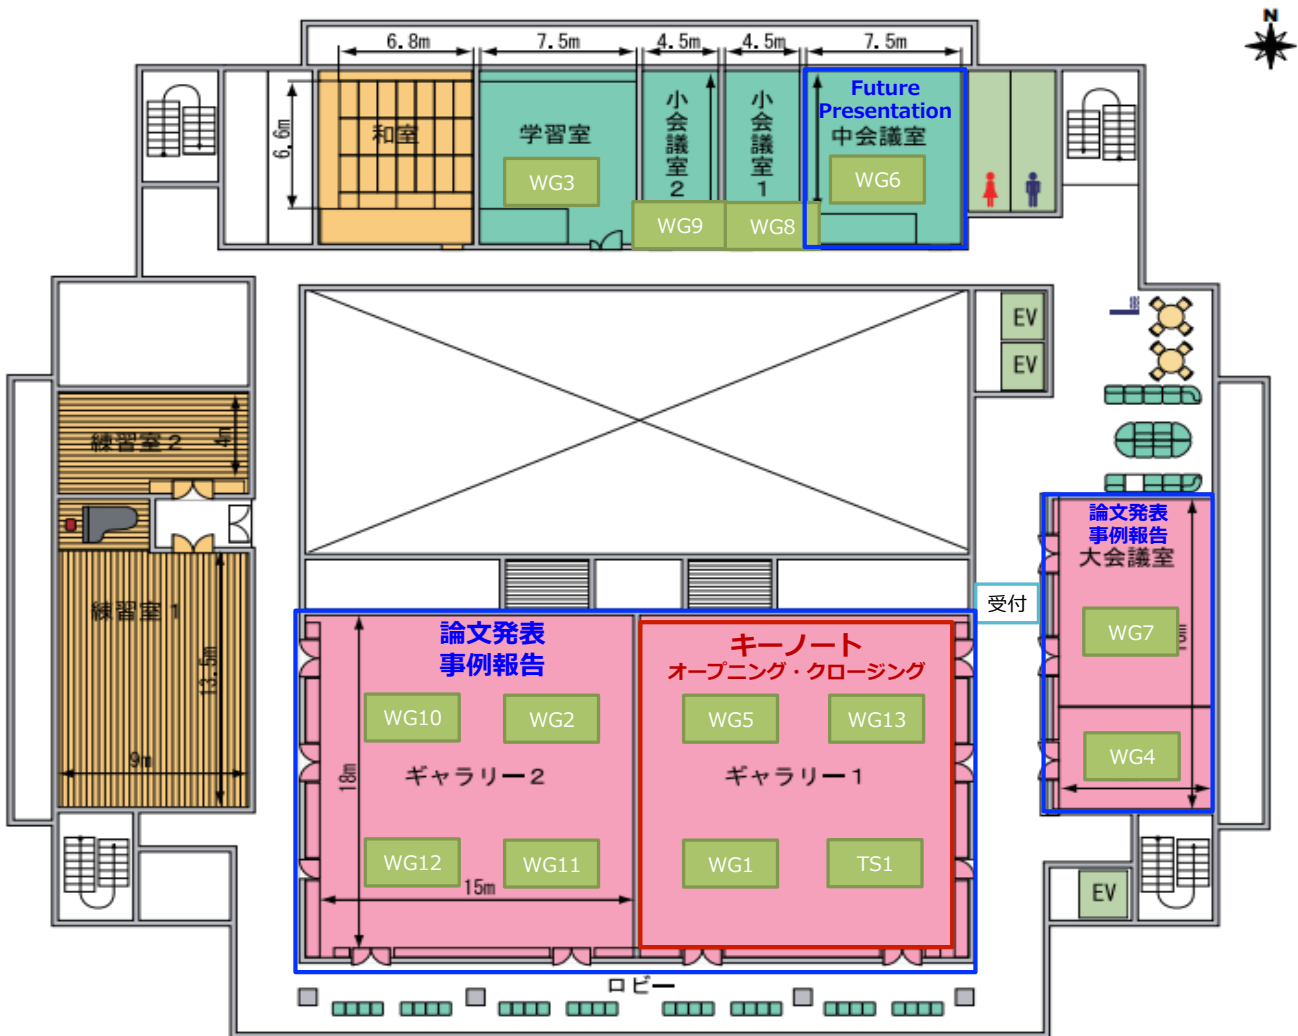 N
6.8m
7.5m
4.5m
4.5m
7.5m
6.6m
和室
学習室
WG3
小会議室2
WG9
小会議室1
WG8
Future
Presentation
中会議室
WG6
EV
EV
練習室2
4m
練習室1
13.5m
9m
論文発表
事例報告
大会議室
WG7
WG4
受付
論文発表
事例報告
キーノート
オープニング・クロージング
WG10
WG2
WG5
WG13
18m
ギャラリー2
ギャラリー1
WG12
WG11
WG1
TS1
15m
EV
ロビー